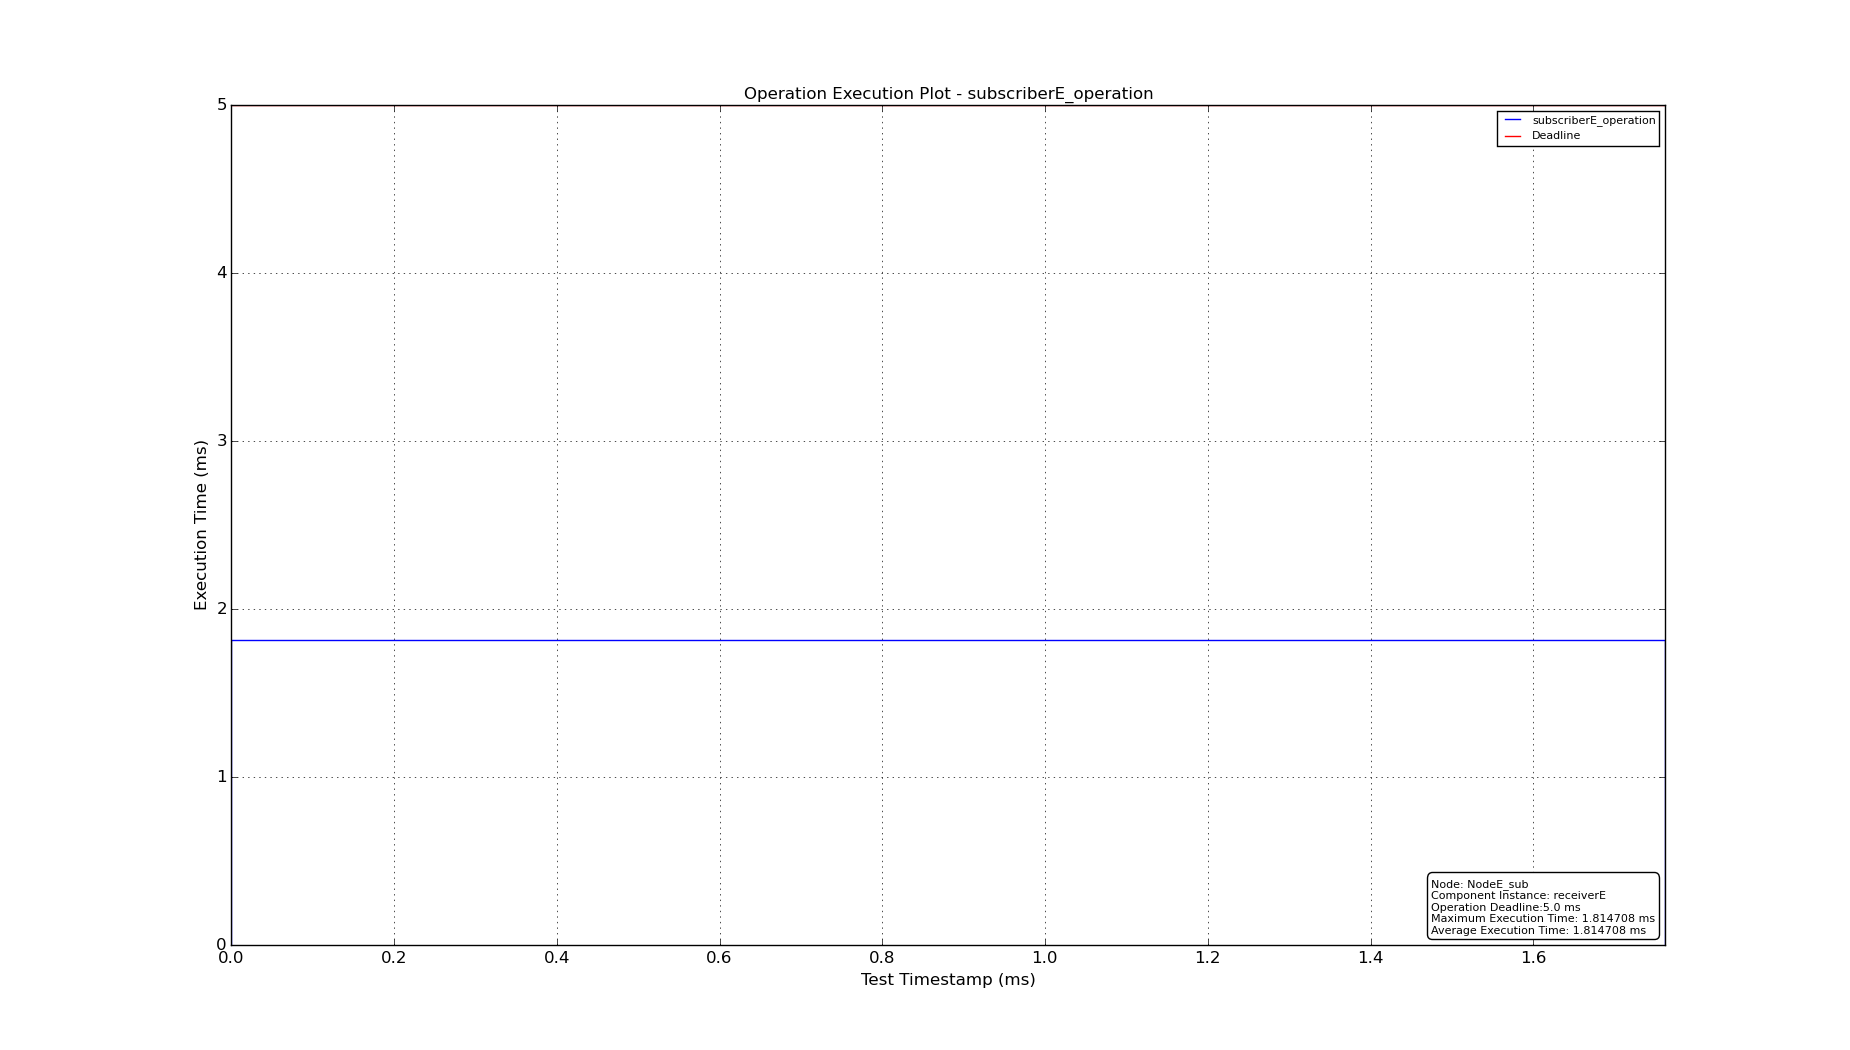 Operation Execution Plot - subscriberE_operation
5
4
3
2
1
0
Execution Time (ms)
subscriberE_operation
Deadline
Node: NodeE_sub
Component Instance: receiverE
Operation Deadline:5.0 ms
Maximum Execution Time: 1.814708 ms
Average Execution Time: 1.814708 ms
0.0 0.2 0.4 0.6 0.8 1.0 1.2 1.4 1.6
Test Timestamp (ms)